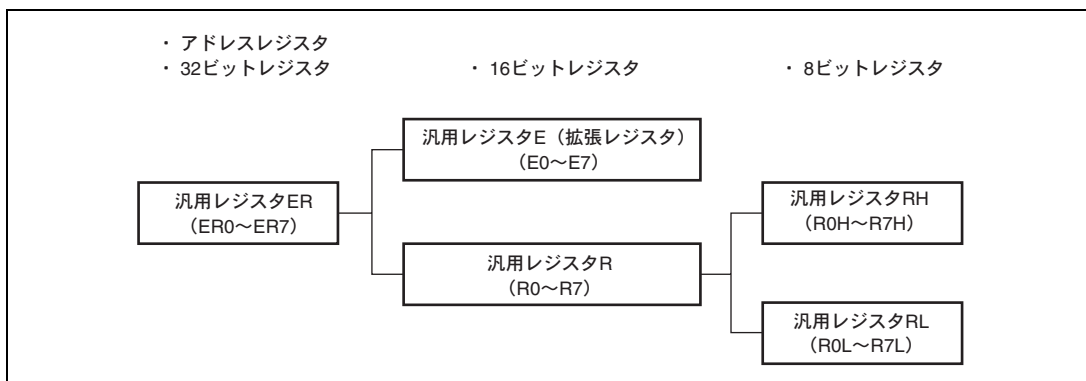 ・ アドレスレジスタ
・ 32ビットレジスタ
・ 16ビットレジスタ
・ 8ビットレジスタ
汎用レジスタE（拡張レジスタ）
（E0～E7）
汎用レジスタER
（ER0～ER7）
汎用レジスタRH
（R0H～R7H）
汎用レジスタR
（R0～R7）
汎用レジスタRL
（R0L～R7L）